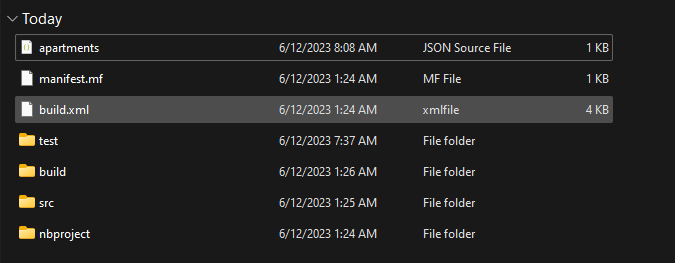 Today
apartments 6/12/2023 8:08 AM JSON Source File 1 KB
manifest.mf 6/12/2023 1:24 AM MF File 1 KB
build.xml 6/12/2023 1:24 AM xmlfile 4 KB
test 6/12/2023 7:37 AM File folder
build 6/12/2023 1:26 AM File folder
src 6/12/2023 1:25 AM File folder
nbproject 6/12/2023 1:24 AM File folder